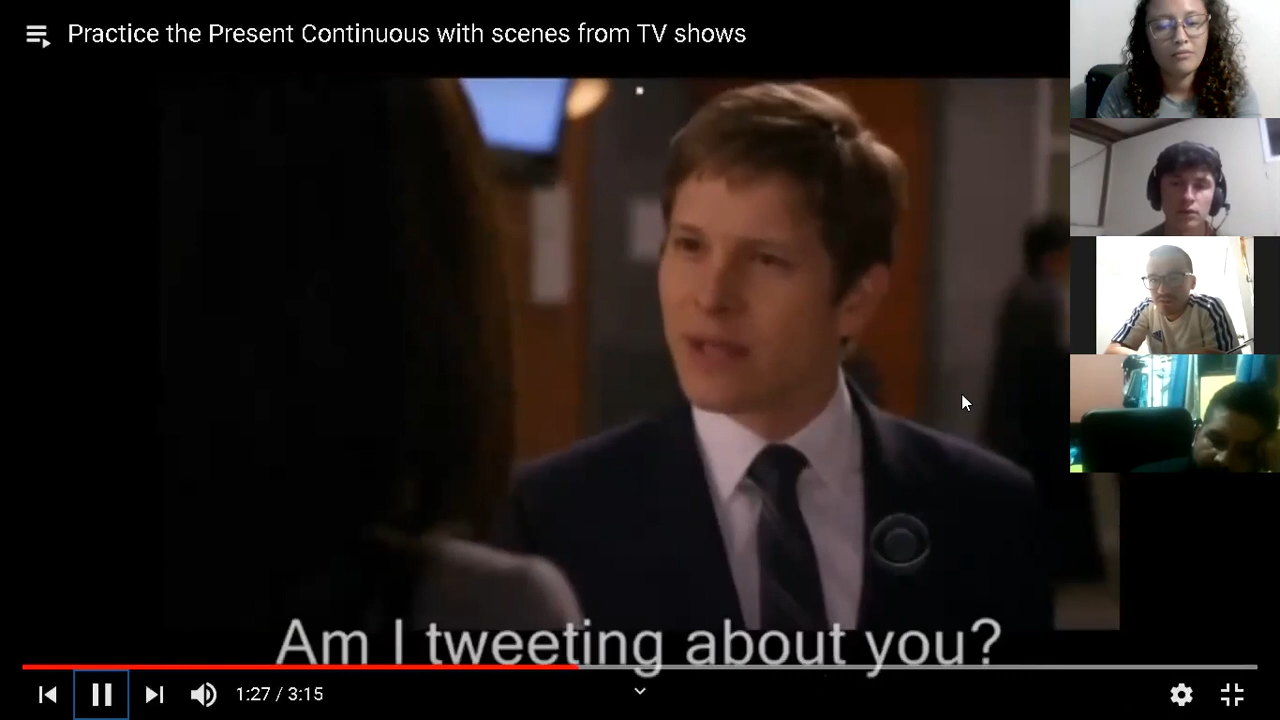 Practice the Present Continuous with scenes from TV shows
Am I tweeting about you?
1:27 / 3:15